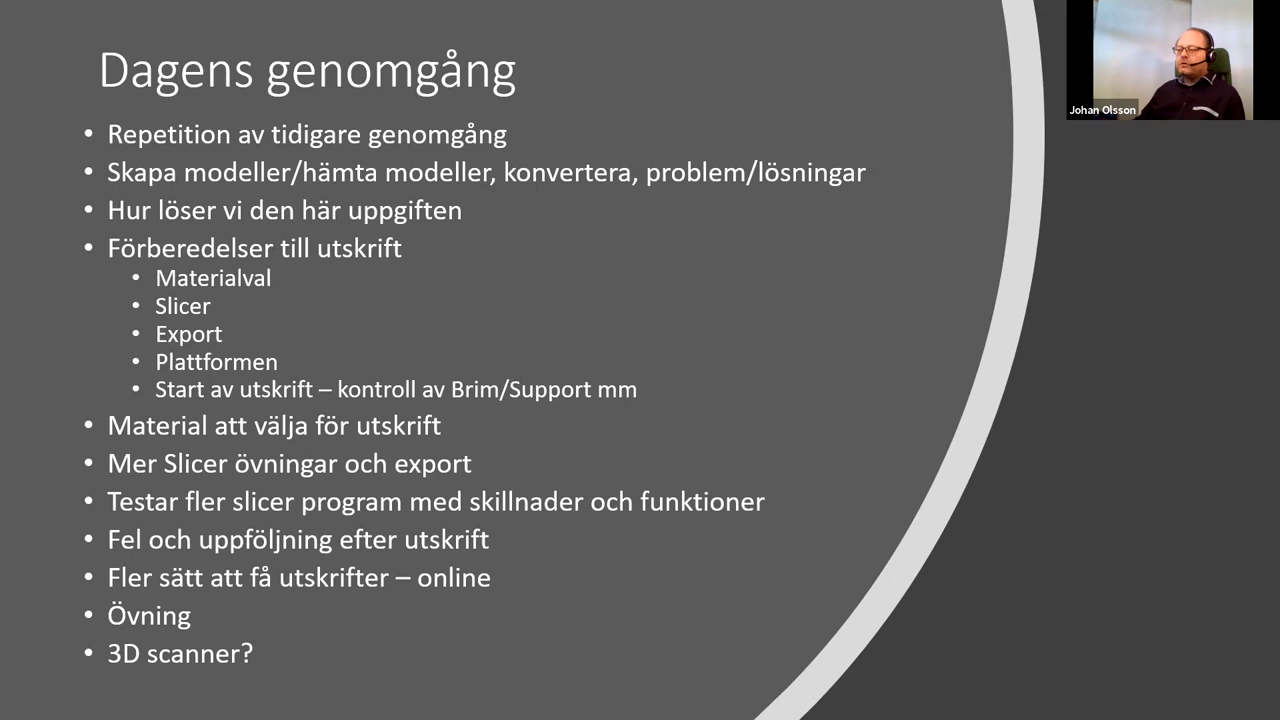 Dagens genomgång
Johan Olsson
• Repetition av tidigare genomgång
• Skapa modeller/hämta modeller, konvertera, problem/lösningar
• Hur löser vi den här uppgiften
• Förberedelser till utskrift
• Materialval
• Slicer
• Export
• Plattformen
• Start av utskrift – kontroll av Brim/Support mm
• Material att välja för utskrift
• Mer Slicer övningar och export
• Testar fler slicer program med skillnader och funktioner
• Fel och uppföljning efter utskrift
• Fler sätt att få utskrifter – online
• Övning
• 3D scanner?